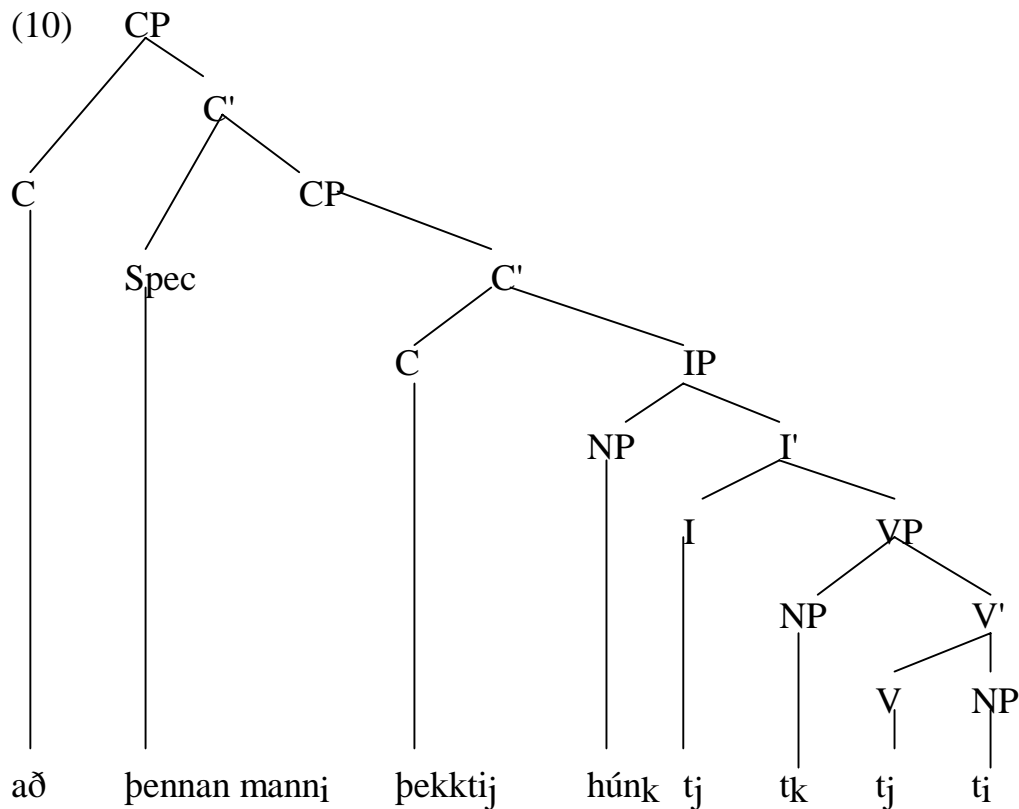 (10) CP
C'
C CP
Spec C'
C IP
NP I'
I VP
NP V'
V NP
að þennan manni þekktij húnk tj tk tj ti